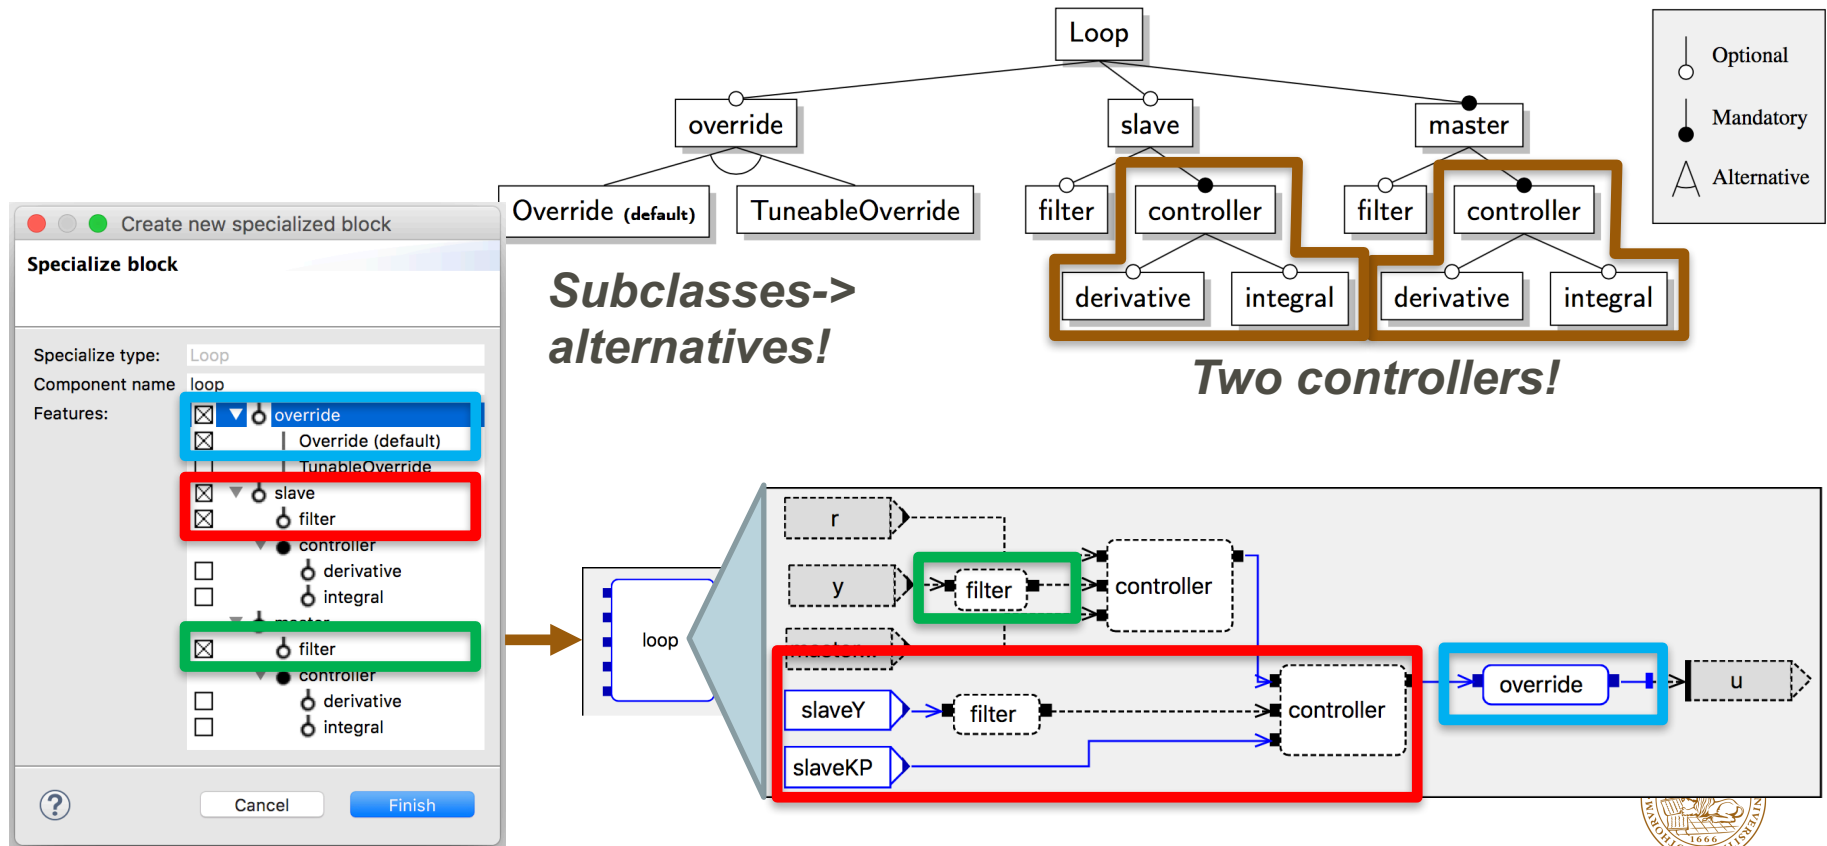 Loop
Optional
override
slave
master
Mandatory
Override (default)
TuneableOverride
filter
controller
filter
controller
Alternative
derivative
integral
derivative
integral
Subclasses->
alternatives!
Two controllers!
Create new specialized block
Specialize block
Specialize type: Loop
Component name loop
Features:
override
Override (default)
TunableOverride
slave
filter
controller
derivative
integral
master
filter
controller
derivative
integral
? Cancel Finish
loop
r
y
filter
controller
master...
slaveY
filter
controller
slaveKP
override
u
1666